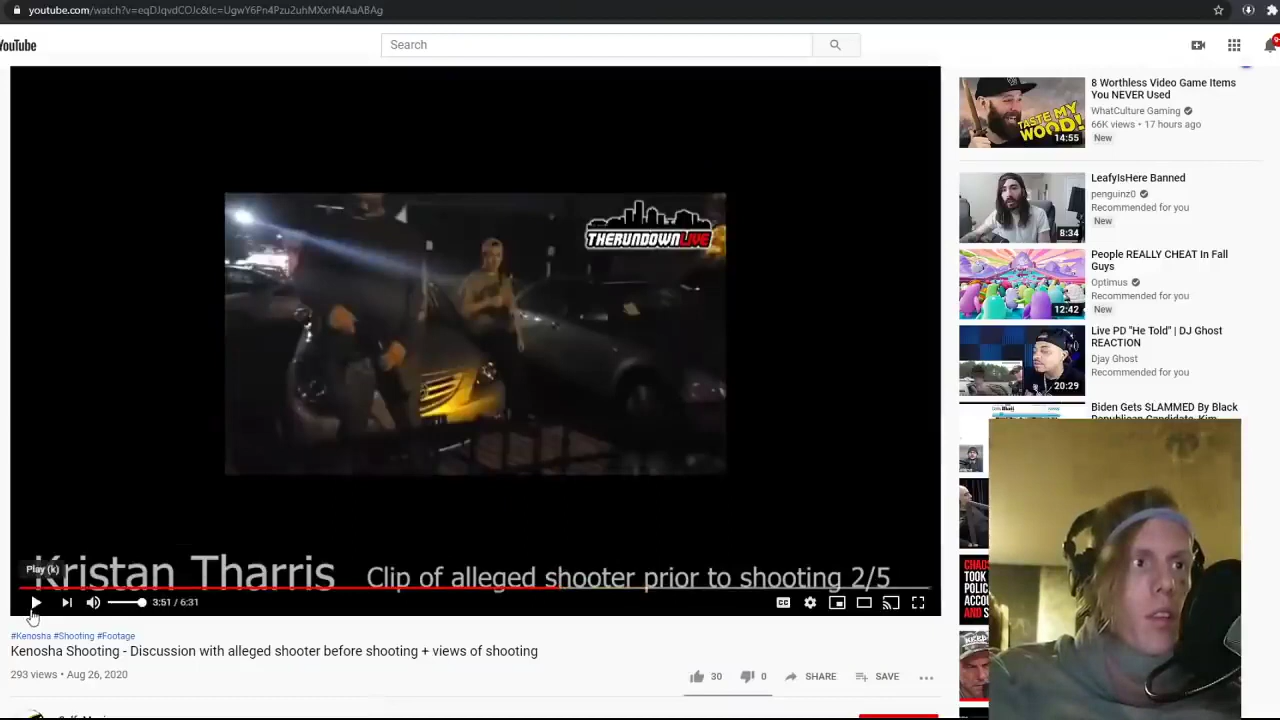 youtube.com/watch?v=eqDJqvdCOJc&lc=UgwY6Pn4Pzu2uhMXxrN4AaABAg
YouTube
Search
THERUNDOWNLIVE
Play (k)
Kristan Tharris
Clip of alleged shooter prior to shooting 2/5
3:51 / 6:31
#Kenosha #Shooting #Footage
Kenosha Shooting - Discussion with alleged shooter before shooting + views of shooting
293 views • Aug 26, 2020
30
0
SHARE
SAVE
TASTE MY WOOD!
14:55
8 Worthless Video Game Items
You NEVER Used
WhatCulture Gaming
66K views • 17 hours ago
New
8:34
LeafyIsHere Banned
penguinz0
Recommended for you
New
12:42
People REALLY CHEAT In Fall
Guys
Optimus
Recommended for you
New
20:29
Live PD "He Told" | DJ Ghost
REACTION
Djay Ghost
Recommended for you
Biden Gets SLAMMED By Black